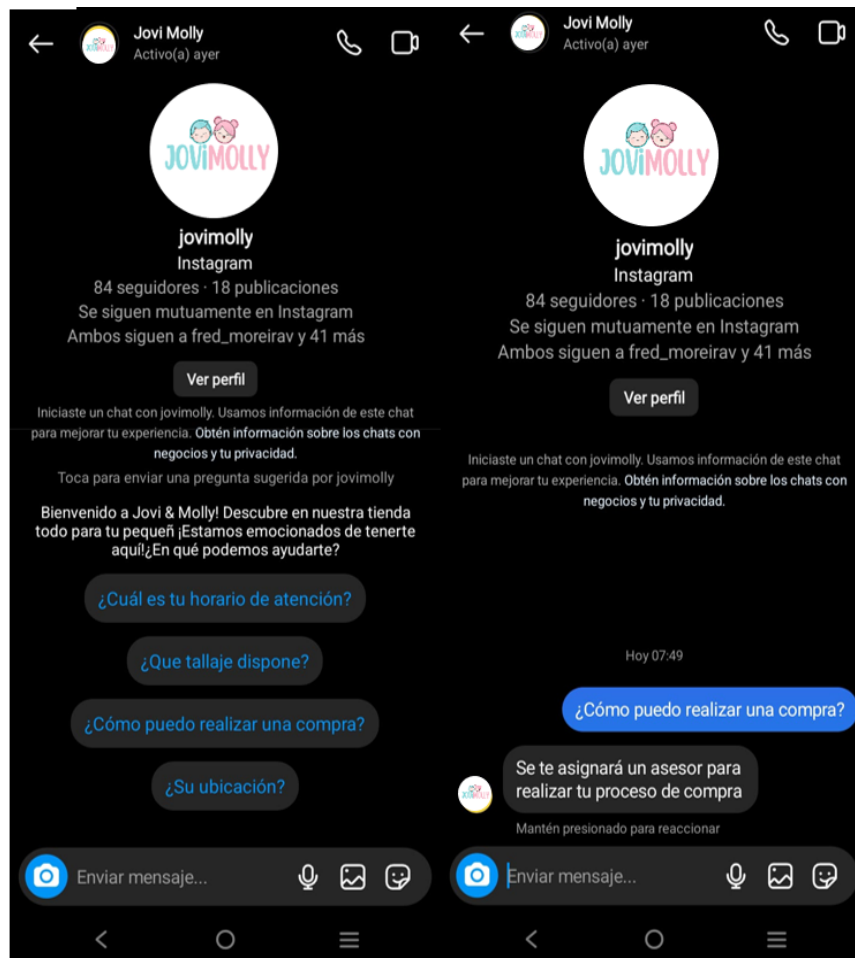 Jovi Molly
Activo(a) ayer
JOViMOLLY
jovimolly
Instagram
84 seguidores · 18 publicaciones
Se siguen mutuamente en Instagram
Ambos siguen a fred_moreirav y 41 más
Ver perfil
Iniciaste un chat con jovimolly. Usamos información de este chat
para mejorar tu experiencia. Obtén información sobre los chats con
negocios y tu privacidad.
Toca para enviar una pregunta sugerida por jovimolly
Bienvenido a Jovi & Molly! Descubre en nuestra tienda
todo para tu pequeñ ¡Estamos emocionados de tenerte
aquí!¿En qué podemos ayudarte?
¿Cuál es tu horario de atención?
¿Que tallaje dispone?
¿Cómo puedo realizar una compra?
¿Su ubicación?
Enviar mensaje...
Jovi Molly
Activo(a) ayer
JOViMOLLY
jovimolly
Instagram
84 seguidores · 18 publicaciones
Se siguen mutuamente en Instagram
Ambos siguen a fred_moreirav y 41 más
Ver perfil
Iniciaste un chat con jovimolly. Usamos información de este chat
para mejorar tu experiencia. Obtén información sobre los chats con
negocios y tu privacidad.
Hoy 07:49
¿Cómo puedo realizar una compra?
Se te asignará un asesor para
realizar tu proceso de compra
Mantén presionado para reaccionar
Enviar mensaje...